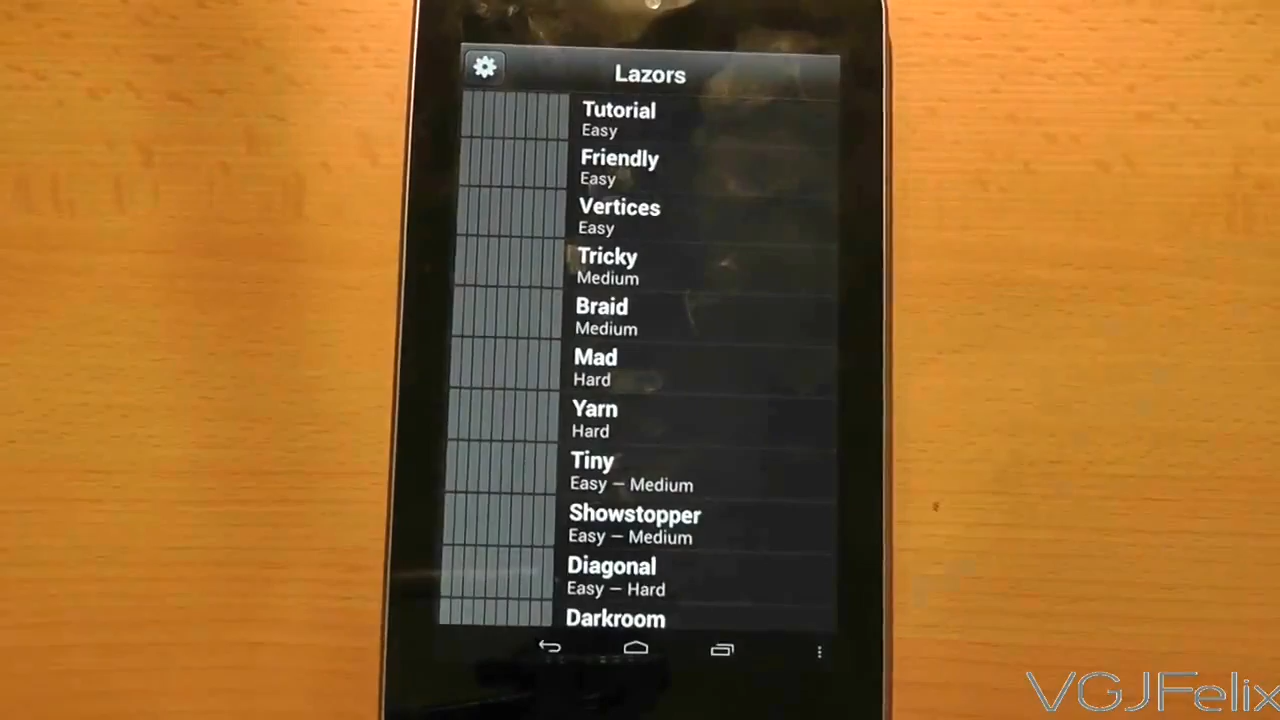 Lazors
Tutorial
Easy
Friendly
Easy
Vertices
Easy
Tricky
Medium
Braid
Medium
Mad
Hard
Yarn
Hard
Tiny
Easy — Medium
Showstopper
Easy — Medium
Diagonal
Easy — Hard
Darkroom
VGJFelix